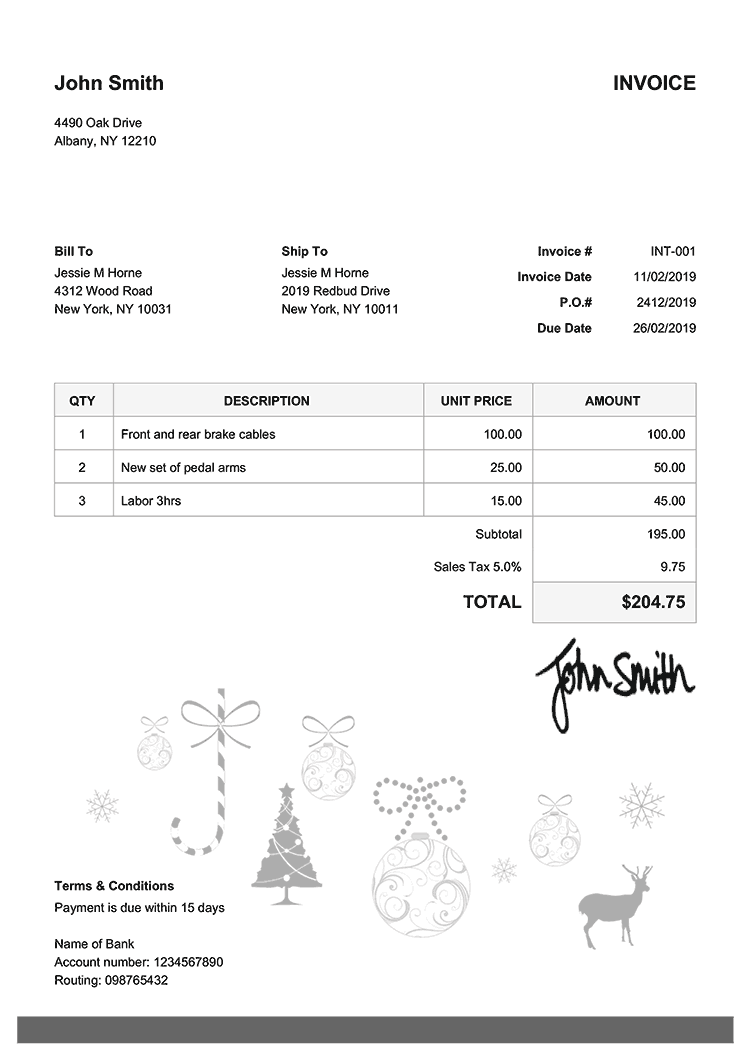 John Smith
INVOICE
4490 Oak Drive
Albany, NY 12210
Bill To
Jessie M Horne
4312 Wood Road
New York, NY 10031
Ship To
Jessie M Horne
2019 Redbud Drive
New York, NY 10011
Invoice # INT-001
Invoice Date 11/02/2019
P.O.# 2412/2019
Due Date 26/02/2019
QTY DESCRIPTION UNIT PRICE AMOUNT
1 Front and rear brake cables 100.00 100.00
2 New set of pedal arms 25.00 50.00
3 Labor 3hrs 15.00 45.00
Subtotal 195.00
Sales Tax 5.0% 9.75
TOTAL $204.75
John Smith
Terms & Conditions
Payment is due within 15 days
Name of Bank
Account number: 1234567890
Routing: 098765432